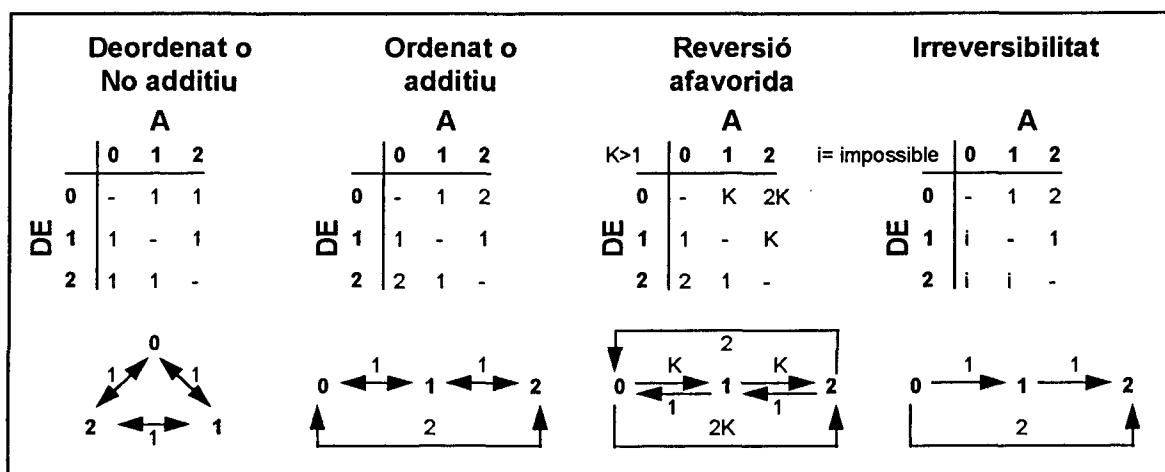 Deordenat o
No additiu
A
0 1 2
0 - 1 1
DE 1 1 - 1
2 1 1 -
0
1 1
2 1 1
Ordenat o
additiu
A
0 1 2
0 - 1 2
DE 1 1 - 1
2 2 1 -
1 1
0 1 2
2
Reversió
afavorida
A
K>1 0 1 2
0 - K 2K
DE 1 1 - K
2 2 1 -
2
K K
0 1 2
1 1
2K
Irreversibilitat
A
i= impossible 0 1 2
0 - 1 2
DE 1 i - 1
2 i i -
1 1
0 1 2
2